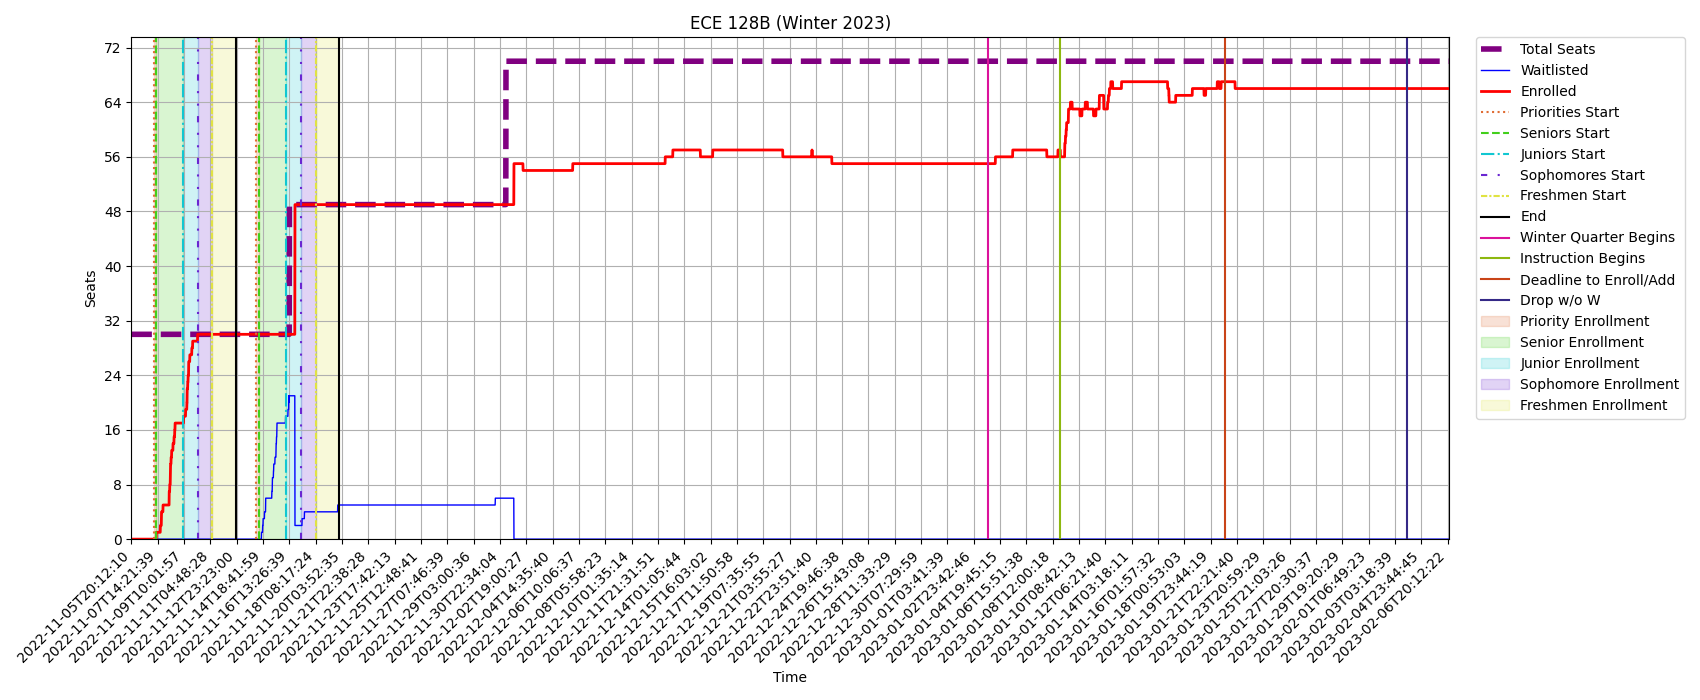 ECE 128B (Winter 2023)
Seats
72
64
56
48
40
32
24
16
8
0
2022-11-05T20:12:10
2022-11-07T14:21:39
2022-11-09T10:01:57
2022-11-11T04:48:28
2022-11-12T23:23:00
2022-11-14T18:41:59
2022-11-16T13:26:39
2022-11-18T08:17:24
2022-11-20T03:52:35
2022-11-21T22:38:28
2022-11-23T17:42:13
2022-11-25T12:48:41
2022-11-27T07:46:39
2022-11-29T03:00:36
2022-11-30T22:34:04
2022-12-02T19:00:27
2022-12-04T14:35:40
2022-12-06T10:06:37
2022-12-08T05:58:23
2022-12-10T01:35:14
2022-12-11T21:31:51
2022-12-14T01:05:44
2022-12-15T16:03:02
2022-12-17T11:50:58
2022-12-19T07:35:55
2022-12-21T03:55:27
2022-12-22T23:51:40
2022-12-24T19:46:38
2022-12-26T15:43:08
2022-12-28T11:33:29
2022-12-30T07:29:59
2023-01-01T03:41:39
2023-01-02T23:42:46
2023-01-04T19:45:15
2023-01-06T15:51:38
2023-01-08T12:00:18
2023-01-10T08:42:13
2023-01-12T06:21:40
2023-01-14T03:18:11
2023-01-16T01:57:32
2023-01-18T00:53:03
2023-01-19T23:44:19
2023-01-21T22:21:40
2023-01-23T20:59:29
2023-01-25T21:03:26
2023-01-27T20:30:37
2023-01-29T19:20:29
2023-02-01T06:49:23
2023-02-03T03:18:39
2023-02-04T23:44:45
2023-02-06T20:12:22
Time
Total Seats
Waitlisted
Enrolled
Priorities Start
Seniors Start
Juniors Start
Sophomores Start
Freshmen Start
End
Winter Quarter Begins
Instruction Begins
Deadline to Enroll/Add
Drop w/o W
Priority Enrollment
Senior Enrollment
Junior Enrollment
Sophomore Enrollment
Freshmen Enrollment